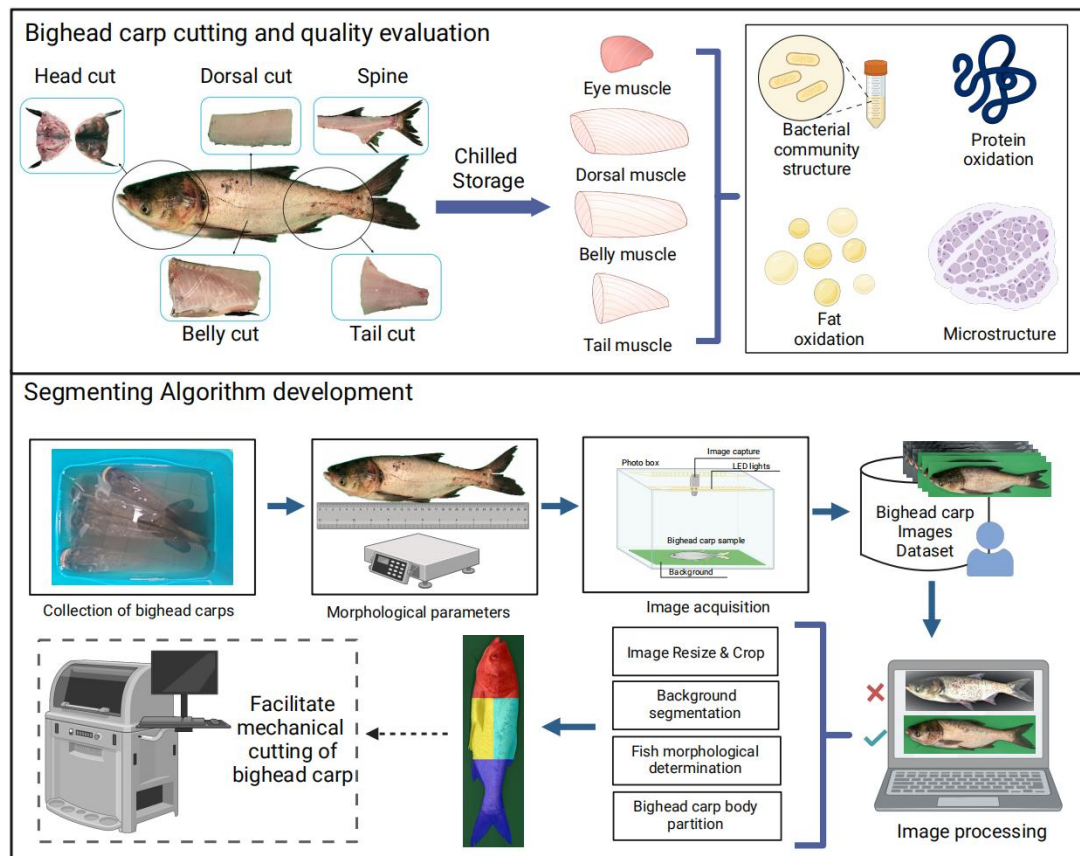 Bighead carp cutting and quality evaluation
Head cut
Dorsal cut
Spine
Belly cut
Tail cut
Chilled
Storage
Eye muscle
Dorsal muscle
Belly muscle
Tail muscle
Bacterial
community
structure
Protein
oxidation
Fat
oxidation
Microstructure
Segmenting Algorithm development
Collection of bighead carps
Morphological parameters
Image capture
Photo box
LED lights
Bighead carp sample
Background
Image acquisition
Bighead carp
Images
Dataset
Image processing
Image Resize & Crop
Background
segmentation
Fish morphological
determination
Bighead carp body
partition
Facilitate
mechanical
cutting of
bighead carp